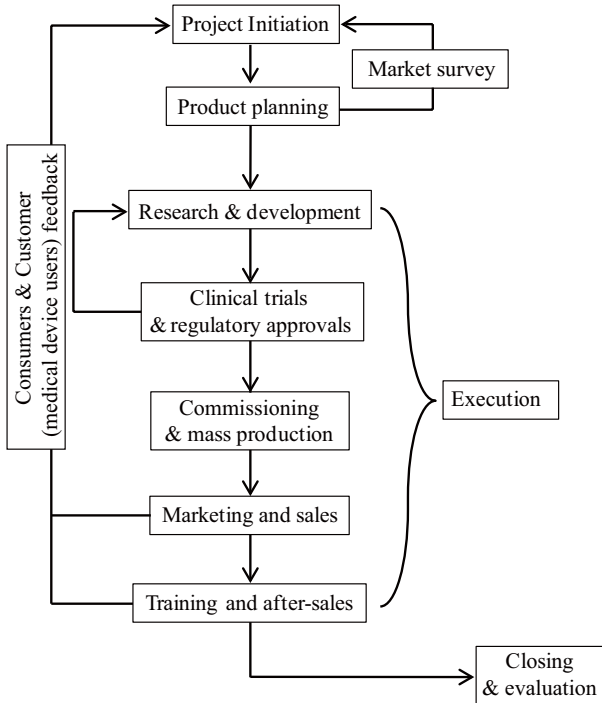 Project Initiation
Market survey
Product planning
Consumers & Customer
(medical device users) feedback
Research & development
Clinical trials
& regulatory approvals
Commissioning
& mass production
Execution
Marketing and sales
Training and after-sales
Closing
& evaluation